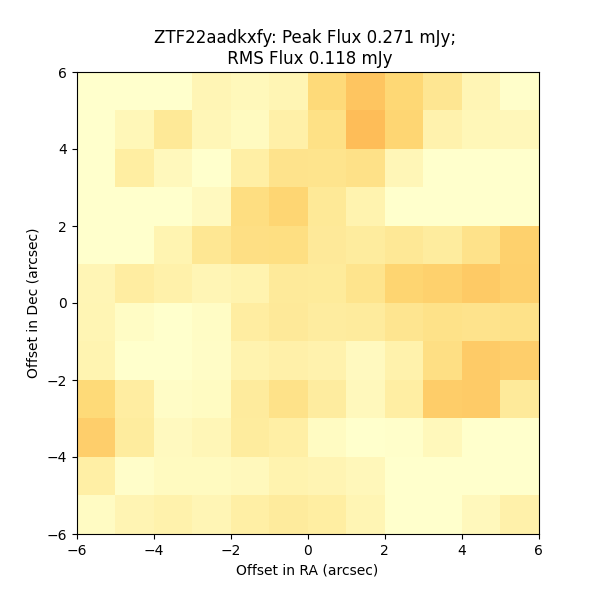 ZTF22aadkxfy: Peak Flux 0.271 mJy;
RMS Flux 0.118 mJy
6
4
2
0
−2
−4
−6
Offset in Dec (arcsec)
−6 −4 −2 0 2 4 6
Offset in RA (arcsec)